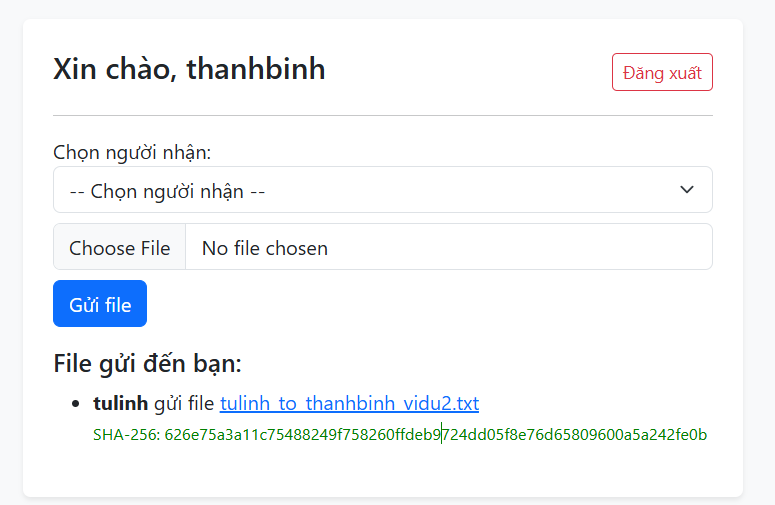 Xin chào, thanhbinh
Đăng xuất
Chọn người nhận:
-- Chọn người nhận --
Choose File No file chosen
Gửi file
File gửi đến bạn:
• tulinh gửi file tulinh_to_thanhbinh_vidu2.txt
SHA-256: 626e75a3a11c75488249f758260ffdeb9724dd05f8e76d65809600a5a242fe0b